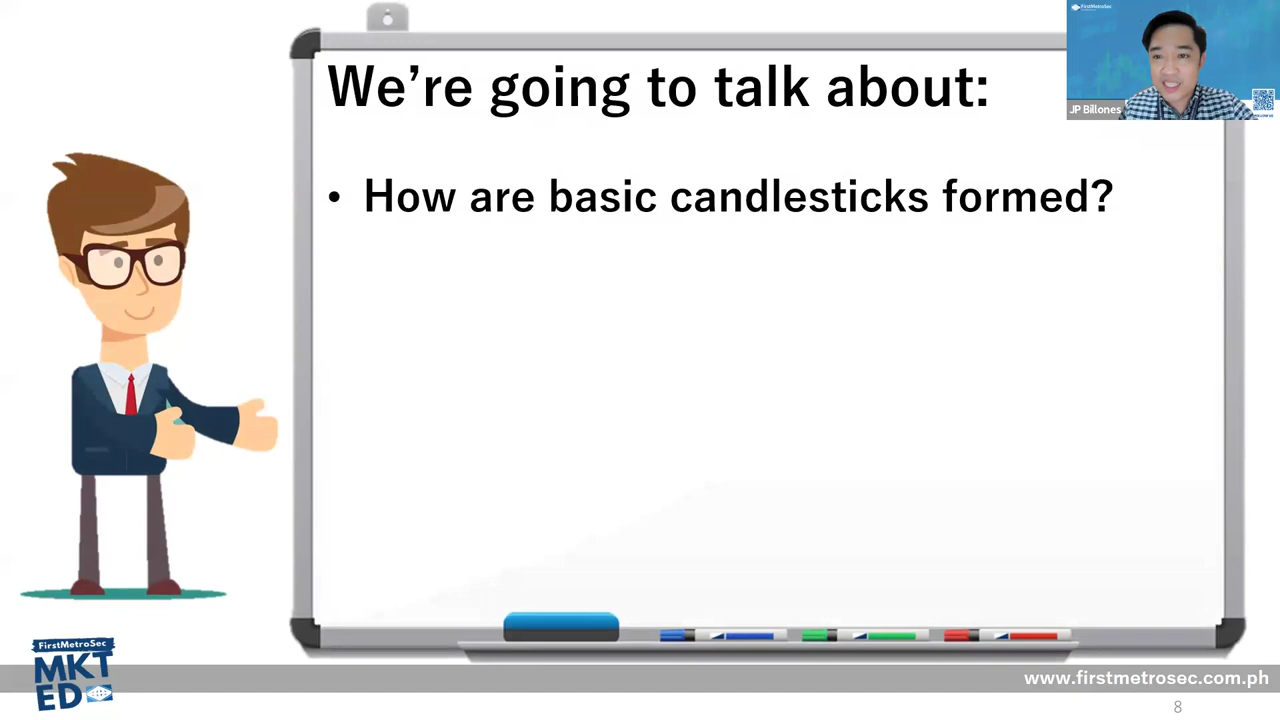 We're going to talk about:
• How are basic candlesticks formed?
FirstMetroSec
JP Billones
FirstMetroSec
MKT
ED
www.firstmetrosec.com.ph
8